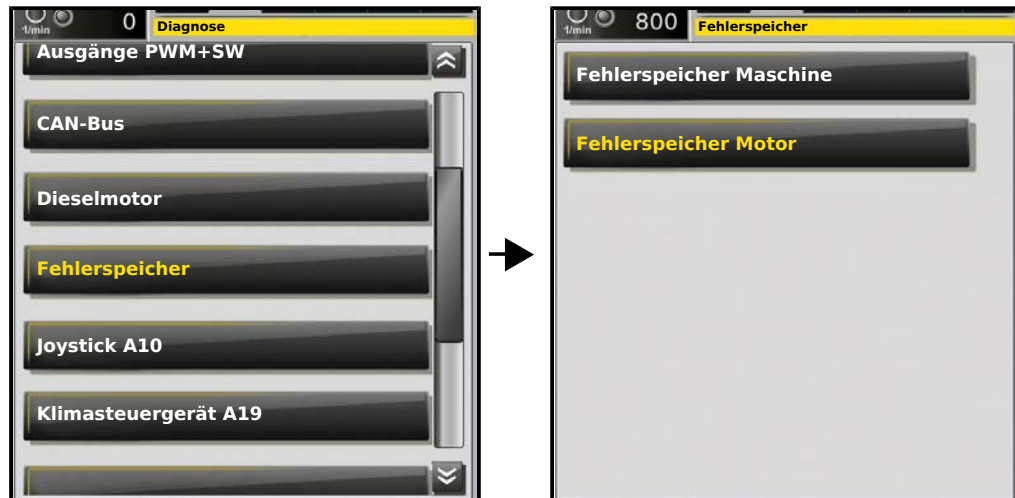 1/min 0 Diagnose
Ausgänge PWM+SW
CAN-Bus
Dieselmotor
Fehlerspeicher
Joystick A10
Klimasteuergerät A19
1/min 800 Fehlerspeicher
Fehlerspeicher Maschine
Fehlerspeicher Motor